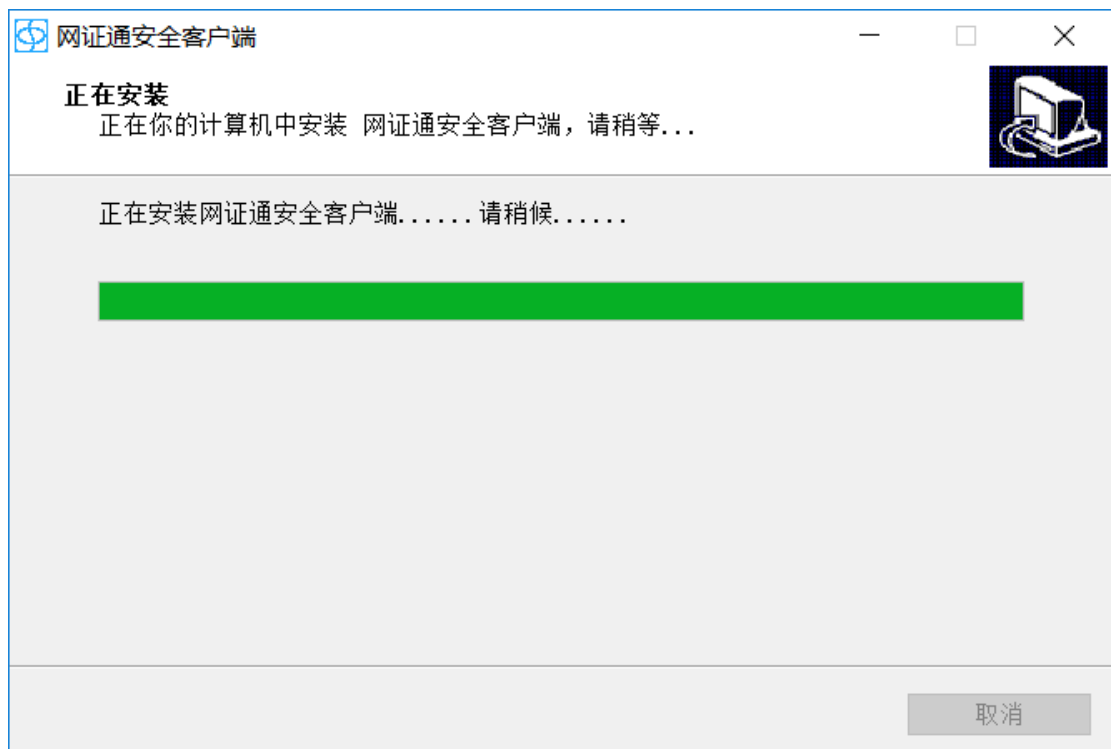 网证通安全客户端
正在安装
正在你的计算机中安装 网证通安全客户端，请稍等...
正在安装网证通安全客户端......请稍候......
取消